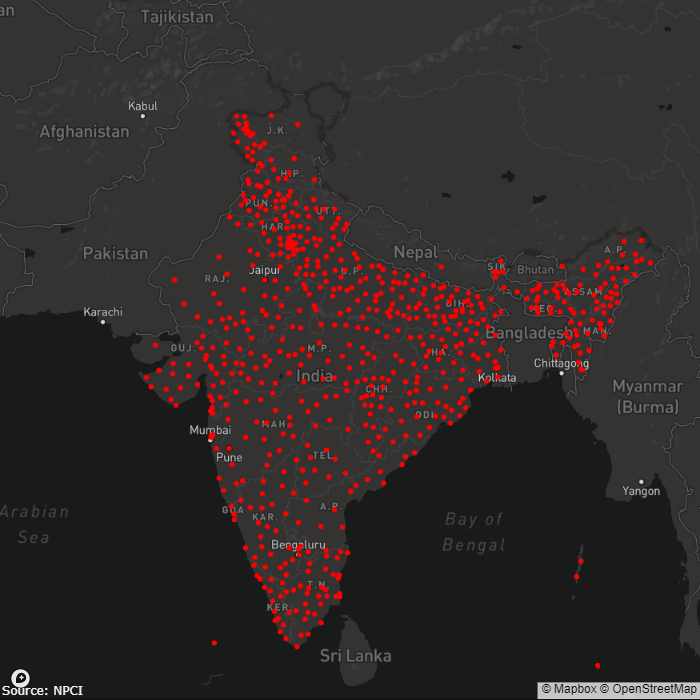 an
Tajikistan
Kabul
Afghanistan
J.K.
H.P.
PUN.
UTT.
HAR.
Pakistan
Nepal
SIK.
Bhutan
A.P.
Jaipur
U.P.
RAJ.
ASSAM
Karachi
BIH.
MEG.
Bangladesh
MAN.
GUJ.
M.P.
JHA.
Chittagong
India
Kolkata
CHH.
Myanmar
(Burma)
ODI.
MAH.
Mumbai
Pune
TEL.
Yangon
Arabian
Sea
GOA
KAR.
A.P.
Bay of
Bengal
Bengaluru
T.N.
KER.
Sri Lanka
Source: NPCI
© Mapbox © OpenStreetMap